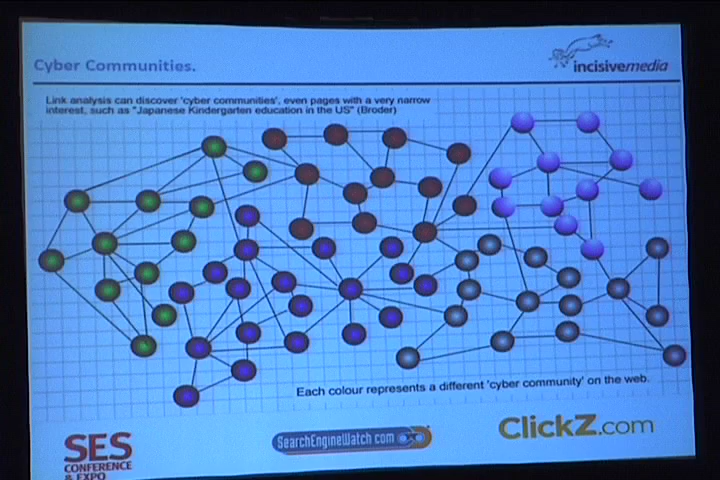 Cyber Communities.
incisivemedia
Link analysis can discover 'cyber communities', even pages with a very narrow
interest, such as "Japanese Kindergarten education in the US" (Broder)
Each colour represents a different 'cyber community' on the web.
SES
CONFERENCE
& EXPO
SearchEngineWatch.com
ClickZ.com